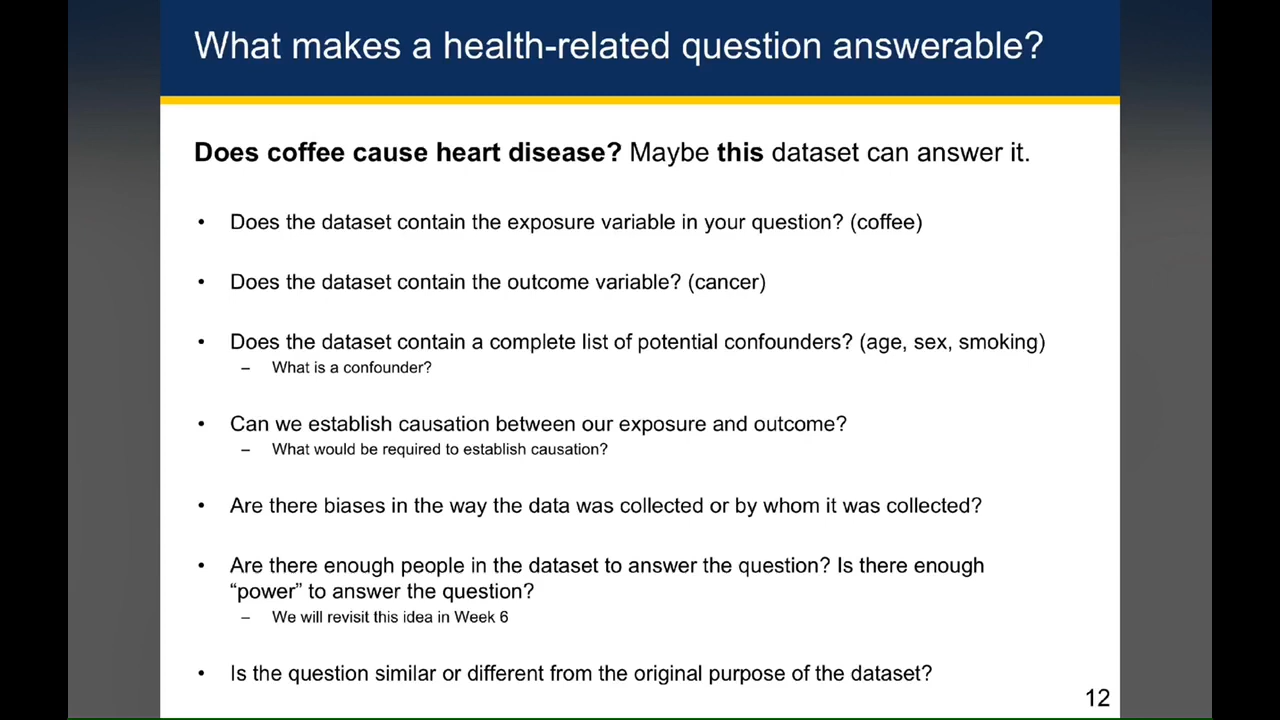 What makes a health-related question answerable?
Does coffee cause heart disease? Maybe this dataset can answer it.
• Does the dataset contain the exposure variable in your question? (coffee)
• Does the dataset contain the outcome variable? (cancer)
• Does the dataset contain a complete list of potential confounders? (age, sex, smoking)
– What is a confounder?
• Can we establish causation between our exposure and outcome?
– What would be required to establish causation?
• Are there biases in the way the data was collected or by whom it was collected?
• Are there enough people in the dataset to answer the question? Is there enough
“power” to answer the question?
– We will revisit this idea in Week 6
• Is the question similar or different from the original purpose of the dataset?
12